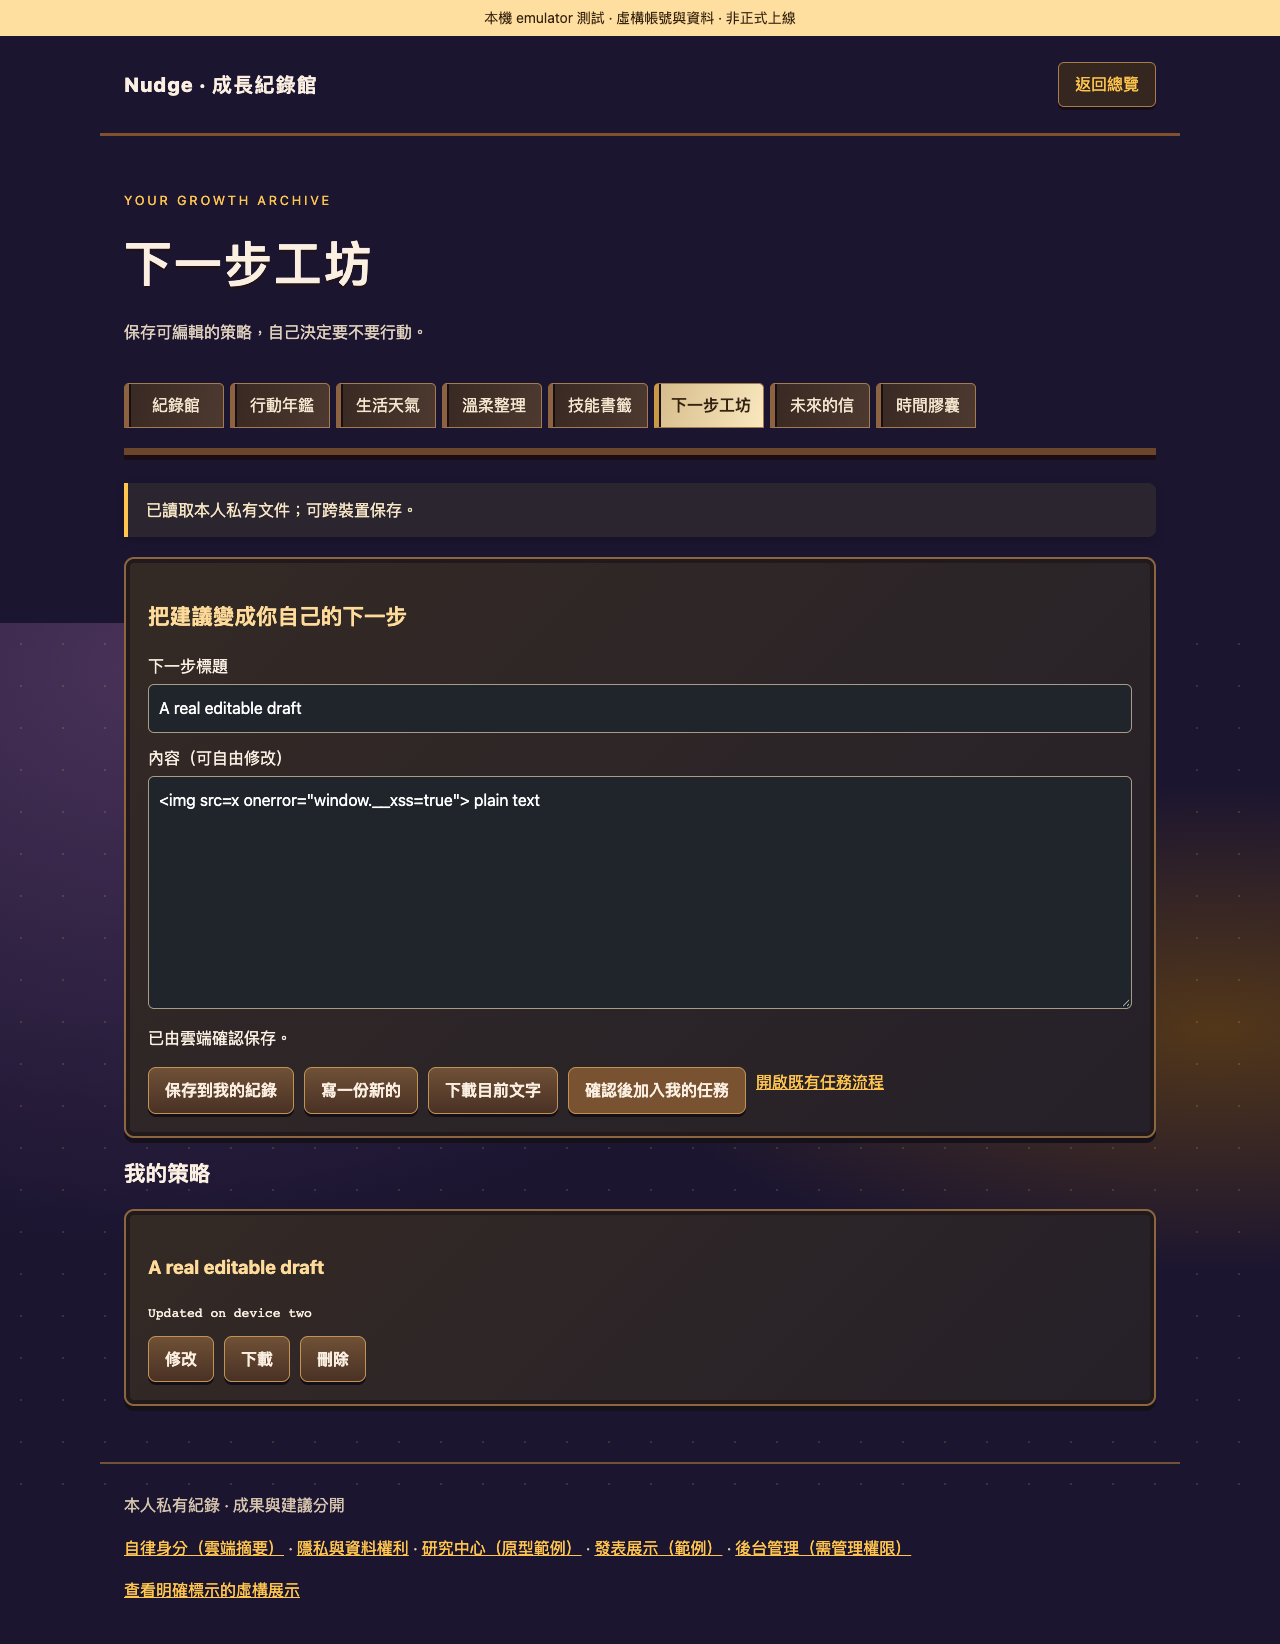 本機 emulator 測試 · 虛構帳號與資料 · 非正式上線
Nudge · 成長紀錄館
返回總覽
YOUR GROWTH ARCHIVE
下一步工坊
保存可編輯的策略，自己決定要不要行動。
紀錄館
行動年鑑
生活天氣
溫柔整理
技能書籤
下一步工坊
未來的信
時間膠囊
已讀取本人私有文件；可跨裝置保存。
把建議變成你自己的下一步
下一步標題
A real editable draft
內容（可自由修改）
<img src=x onerror="window.__xss=true"> plain text
已由雲端確認保存。
保存到我的紀錄
寫一份新的
下載目前文字
確認後加入我的任務
開啟既有任務流程
我的策略
A real editable draft
Updated on device two
修改
下載
刪除
本人私有紀錄 · 成果與建議分開
自律身分（雲端摘要） · 隱私與資料權利 · 研究中心（原型範例） · 發表展示（範例） · 後台管理（需管理權限）
查看明確標示的虛構展示